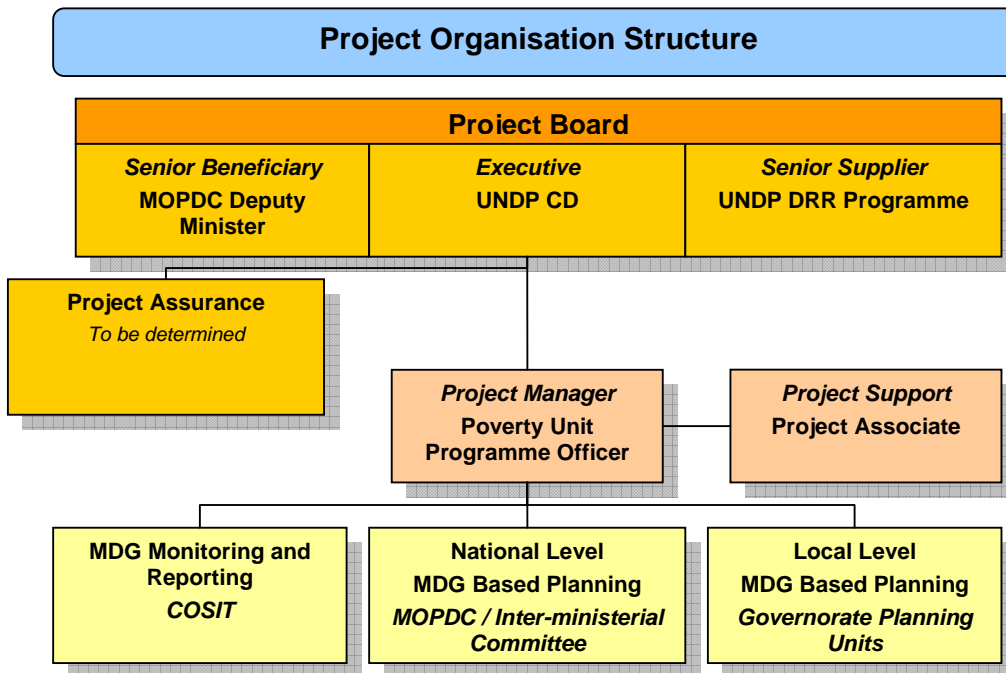 Project Organisation Structure
Project Board
Senior Beneficiary
MOPDC Deputy
Minister
Executive
UNDP CD
Senior Supplier
UNDP DRR Programme
Project Assurance
To be determined
Project Manager
Poverty Unit
Programme Officer
Project Support
Project Associate
MDG Monitoring and
Reporting
COSIT
National Level
MDG Based Planning
MOPDC / Inter-ministerial
Committee
Local Level
MDG Based Planning
Governorate Planning
Units